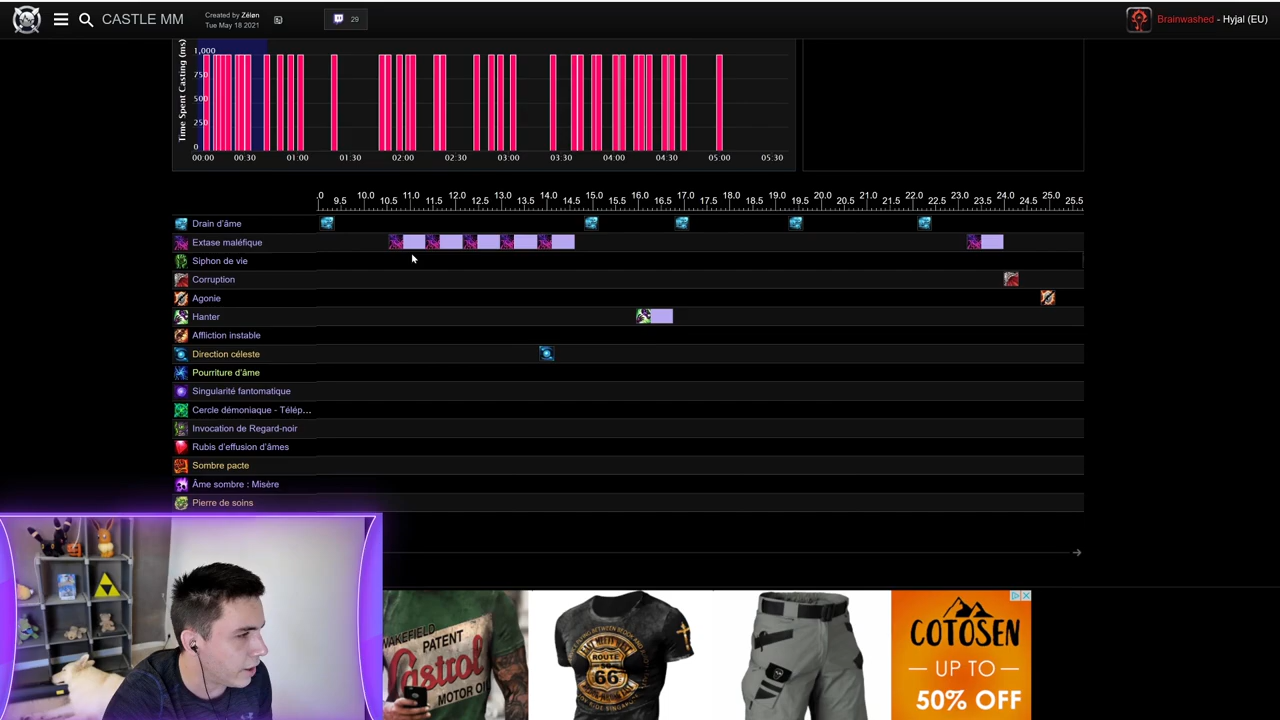 CASTLE MM
Created by Zéløn
Tue May 18 2021
29
Brainwashed - Hyjal (EU)
Time Spent Casting (ms)
1,000
750
500
250
0
00:00 00:30 01:00 01:30 02:00 02:30 03:00 03:30 04:00 04:30 05:00 05:30
0 10.0 11.0 12.0 13.0 14.0 15.0 16.0 17.0 18.0 19.0 20.0 21.0 22.0 23.0 24.0 25.0
9.5 10.5 11.5 12.5 13.5 14.5 15.5 16.5 17.5 18.5 19.5 20.5 21.5 22.5 23.5 24.5 25.5
Drain d'âme
Extase maléfique
Siphon de vie
Corruption
Agonie
Hanter
Affliction instable
Direction céleste
Pourriture d'âme
Singularité fantomatique
Cercle démoniaque - Télép...
Invocation de Regard-noir
Rubis d'effusion d'âmes
Sombre pacte
Âme sombre : Misère
Pierre de soins
WAKEFIELD
PATENT
Castrol
MOTOR OIL
ROUTE
66
COTOSEN
— UP TO —
50% OFF